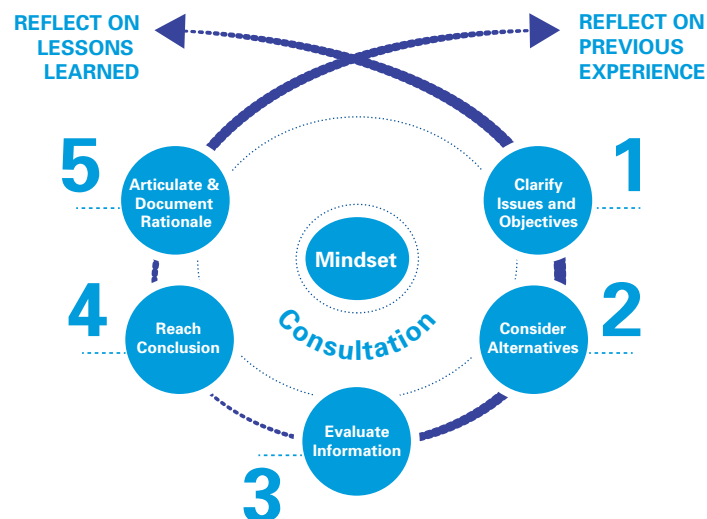 REFLECT ON
LESSONS
LEARNED
REFLECT ON
PREVIOUS
EXPERIENCE
1
Clarify
Issues and
Objectives
2
Consider
Alternatives
3
Evaluate
Information
4
Reach
Conclusion
5
Articulate &
Document
Rationale
Mindset
Consultation